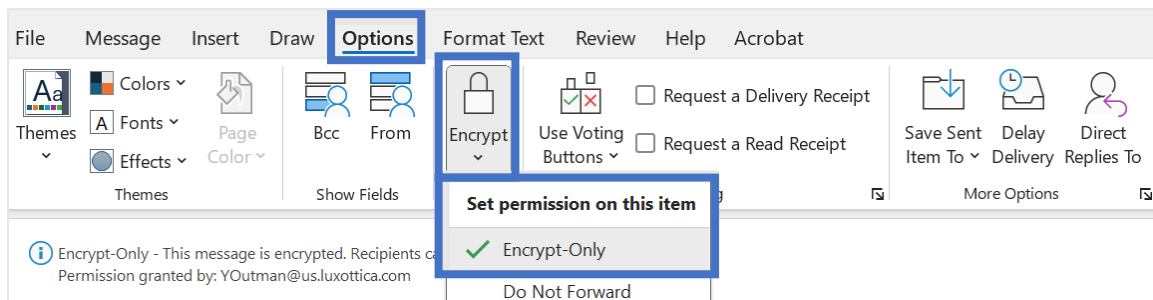 File Message Insert Draw Options Format Text Review Help Acrobat
Aa
Themes
Colors
Fonts
Effects
Page
Color
Themes
Bcc
From
Show Fields
Encrypt
Use Voting
Buttons
Request a Delivery Receipt
Request a Read Receipt
Save Sent
Item To
Delay
Delivery
Direct
Replies To
More Options
Set permission on this item
Encrypt-Only
Do Not Forward
Encrypt-Only - This message is encrypted. Recipients
Permission granted by: YOutman@us.luxottica.com